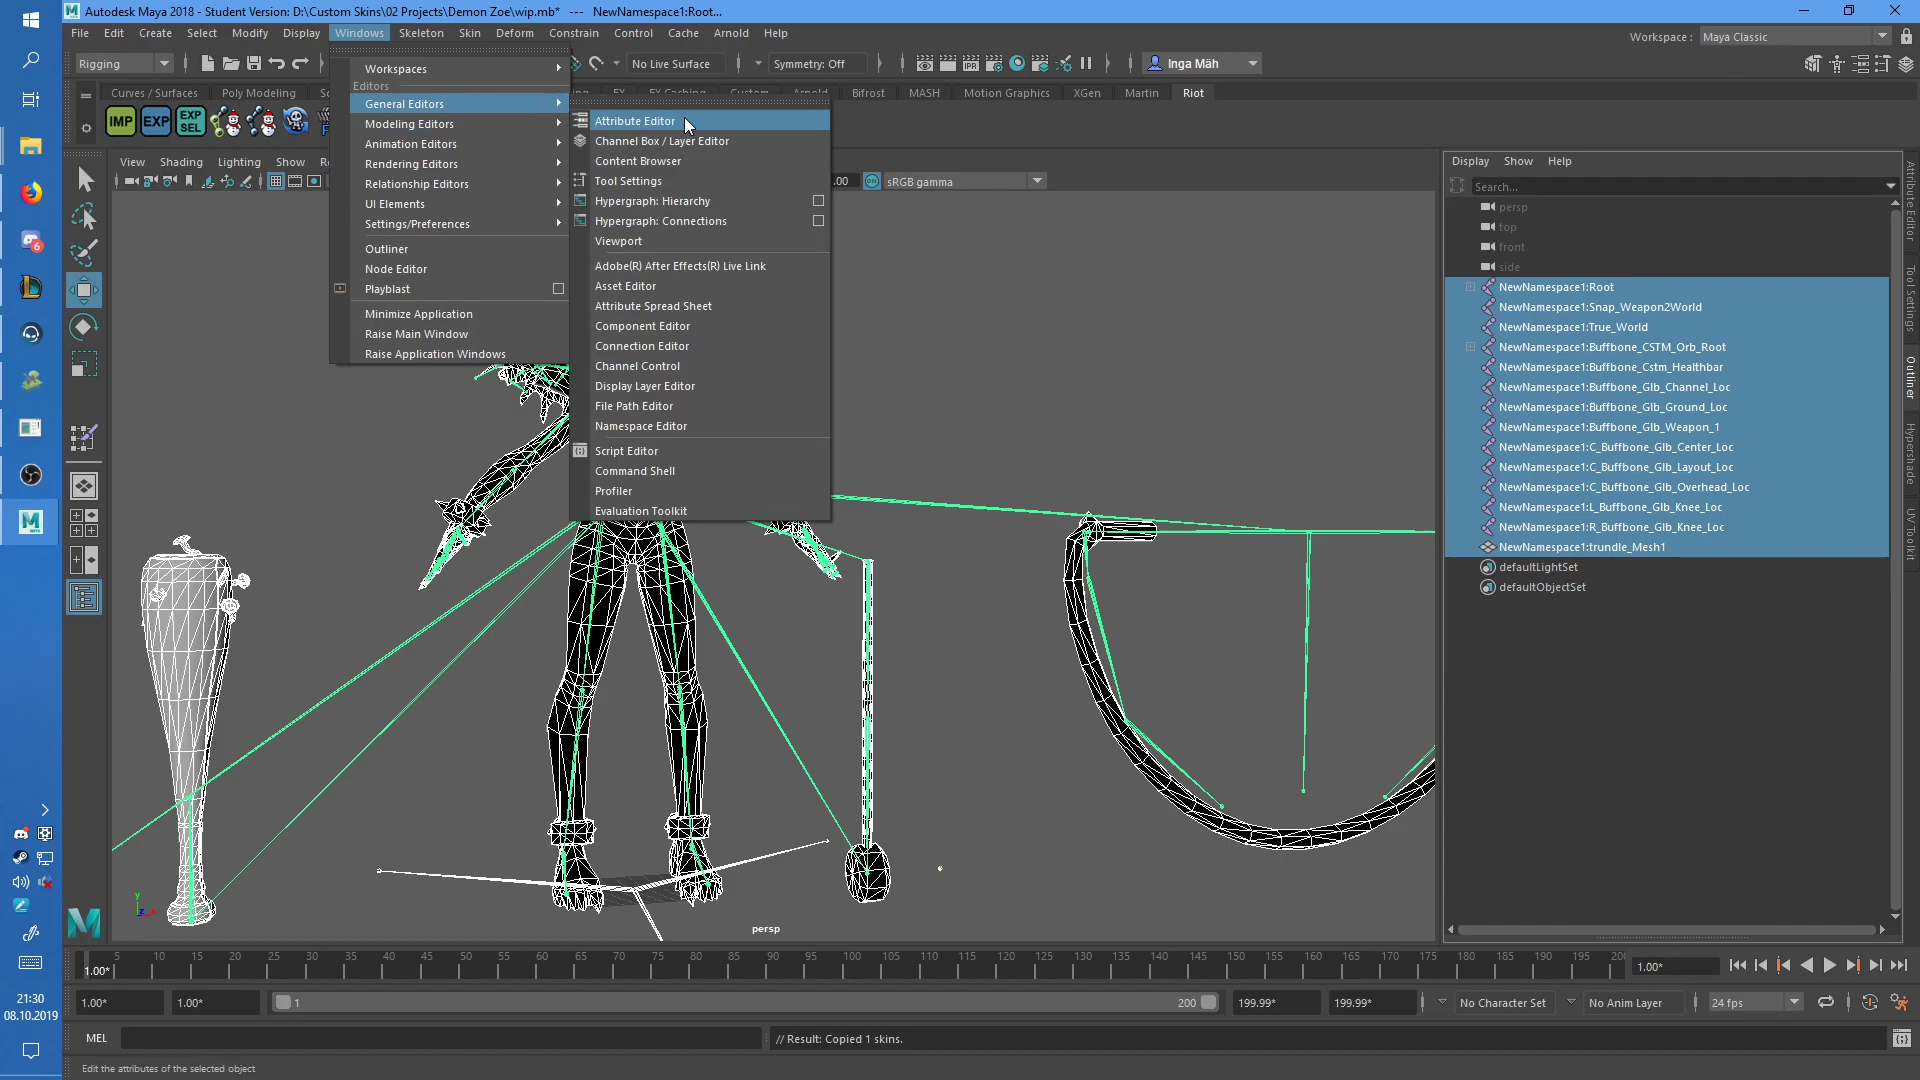 Autodesk Maya 2018 - Student Version: D:\Custom Skins\02 Projects\Demon Zoe\wip.mb*  ---  NewNamespace1:Root...
File Edit Create Select Modify Display Windows Skeleton Skin Deform Constrain Control Cache Arnold Help
Workspace : Maya Classic
Rigging
No Live Surface
Symmetry: Off
IPR
Inga Mäh
Curves / Surfaces
Poly Modeling
Bifrost
MASH
Motion Graphics
XGen
Martin
Riot
IMP
EXP
EXP SEL
Workspaces
Editors
General Editors
Modeling Editors
Animation Editors
Rendering Editors
Relationship Editors
UI Elements
Settings/Preferences
Outliner
Node Editor
Playblast
Minimize Application
Raise Main Window
Raise Application Windows
Attribute Editor
Channel Box / Layer Editor
Content Browser
Tool Settings
Hypergraph: Hierarchy
Hypergraph: Connections
Viewport
Adobe(R) After Effects(R) Live Link
Asset Editor
Attribute Spread Sheet
Component Editor
Connection Editor
Channel Control
Display Layer Editor
File Path Editor
Namespace Editor
Script Editor
Command Shell
Profiler
Evaluation Toolkit
View Shading Lighting Show
.00
sRGB gamma
Display Show Help
Search...
persp
top
front
side
NewNamespace1:Root
NewNamespace1:Snap_Weapon2World
NewNamespace1:True_World
NewNamespace1:Buffbone_CSTM_Orb_Root
NewNamespace1:Buffbone_Cstm_Healthbar
NewNamespace1:Buffbone_Glb_Channel_Loc
NewNamespace1:Buffbone_Glb_Ground_Loc
NewNamespace1:Buffbone_Glb_Weapon_1
NewNamespace1:C_Buffbone_Glb_Center_Loc
NewNamespace1:C_Buffbone_Glb_Layout_Loc
NewNamespace1:C_Buffbone_Glb_Overhead_Loc
NewNamespace1:L_Buffbone_Glb_Knee_Loc
NewNamespace1:R_Buffbone_Glb_Knee_Loc
NewNamespace1:trundle_Mesh1
defaultLightSet
defaultObjectSet
Attribute Editor
Tool Settings
Outliner
Hypershade
UV Toolkit
persp
5 10 15 20 25 30 35 40 45 50 55 60 65 70 75 80 85 90 95 100 105 110 115 120 125 130 135 140 145 150 155 160 165 170 175 180 185 190 195
1.00*
1.00*
1.00*
1.00*
1
200
199.99*
199.99*
No Character Set
No Anim Layer
24 fps
MEL
// Result: Copied 1 skins.
Edit the attributes of the selected object
6
21:30
08.10.2019